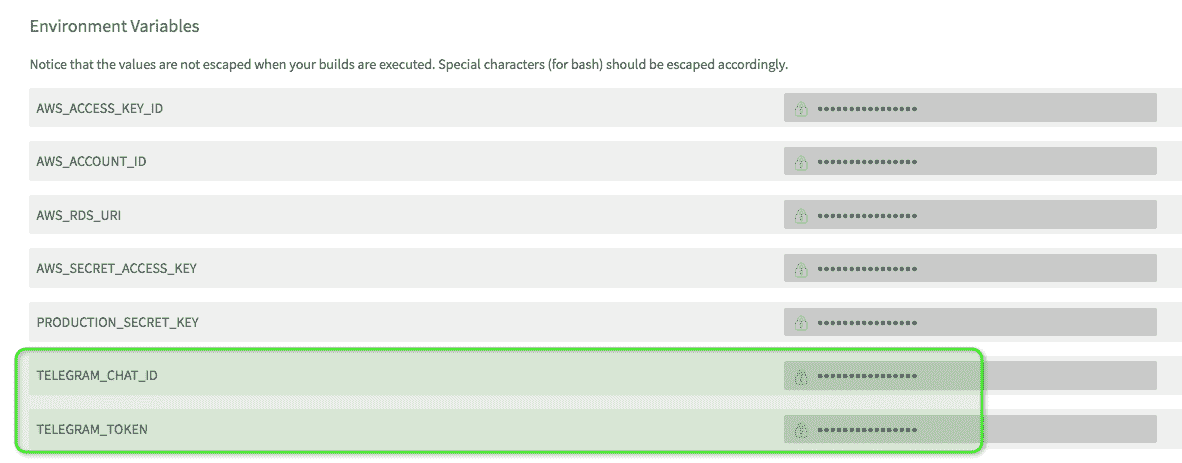 Environment Variables
Notice that the values are not escaped when your builds are executed. Special characters (for bash) should be escaped accordingly.
AWS_ACCESS_KEY_ID ••••••••••••••••
AWS_ACCOUNT_ID ••••••••••••••••
AWS_RDS_URI ••••••••••••••••
AWS_SECRET_ACCESS_KEY ••••••••••••••••
PRODUCTION_SECRET_KEY ••••••••••••••••
TELEGRAM_CHAT_ID ••••••••••••••••
TELEGRAM_TOKEN ••••••••••••••••